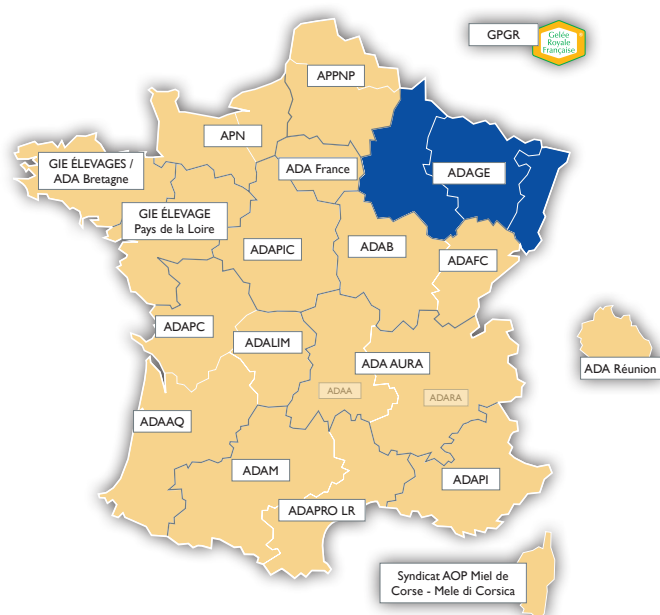 GPGR
Gelée
Royale
Française
APPNP
APN
GIE ÉLEVAGES /
ADA Bretagne
ADA France
ADAGE
GIE ÉLEVAGE
Pays de la Loire
ADAPIC
ADAB
ADAFC
ADAPC
ADALIM
ADA AURA
ADA Réunion
ADAA
ADARA
ADAAQ
ADAM
ADAPI
ADAPRO LR
Syndicat AOP Miel de
Corse - Mele di Corsica